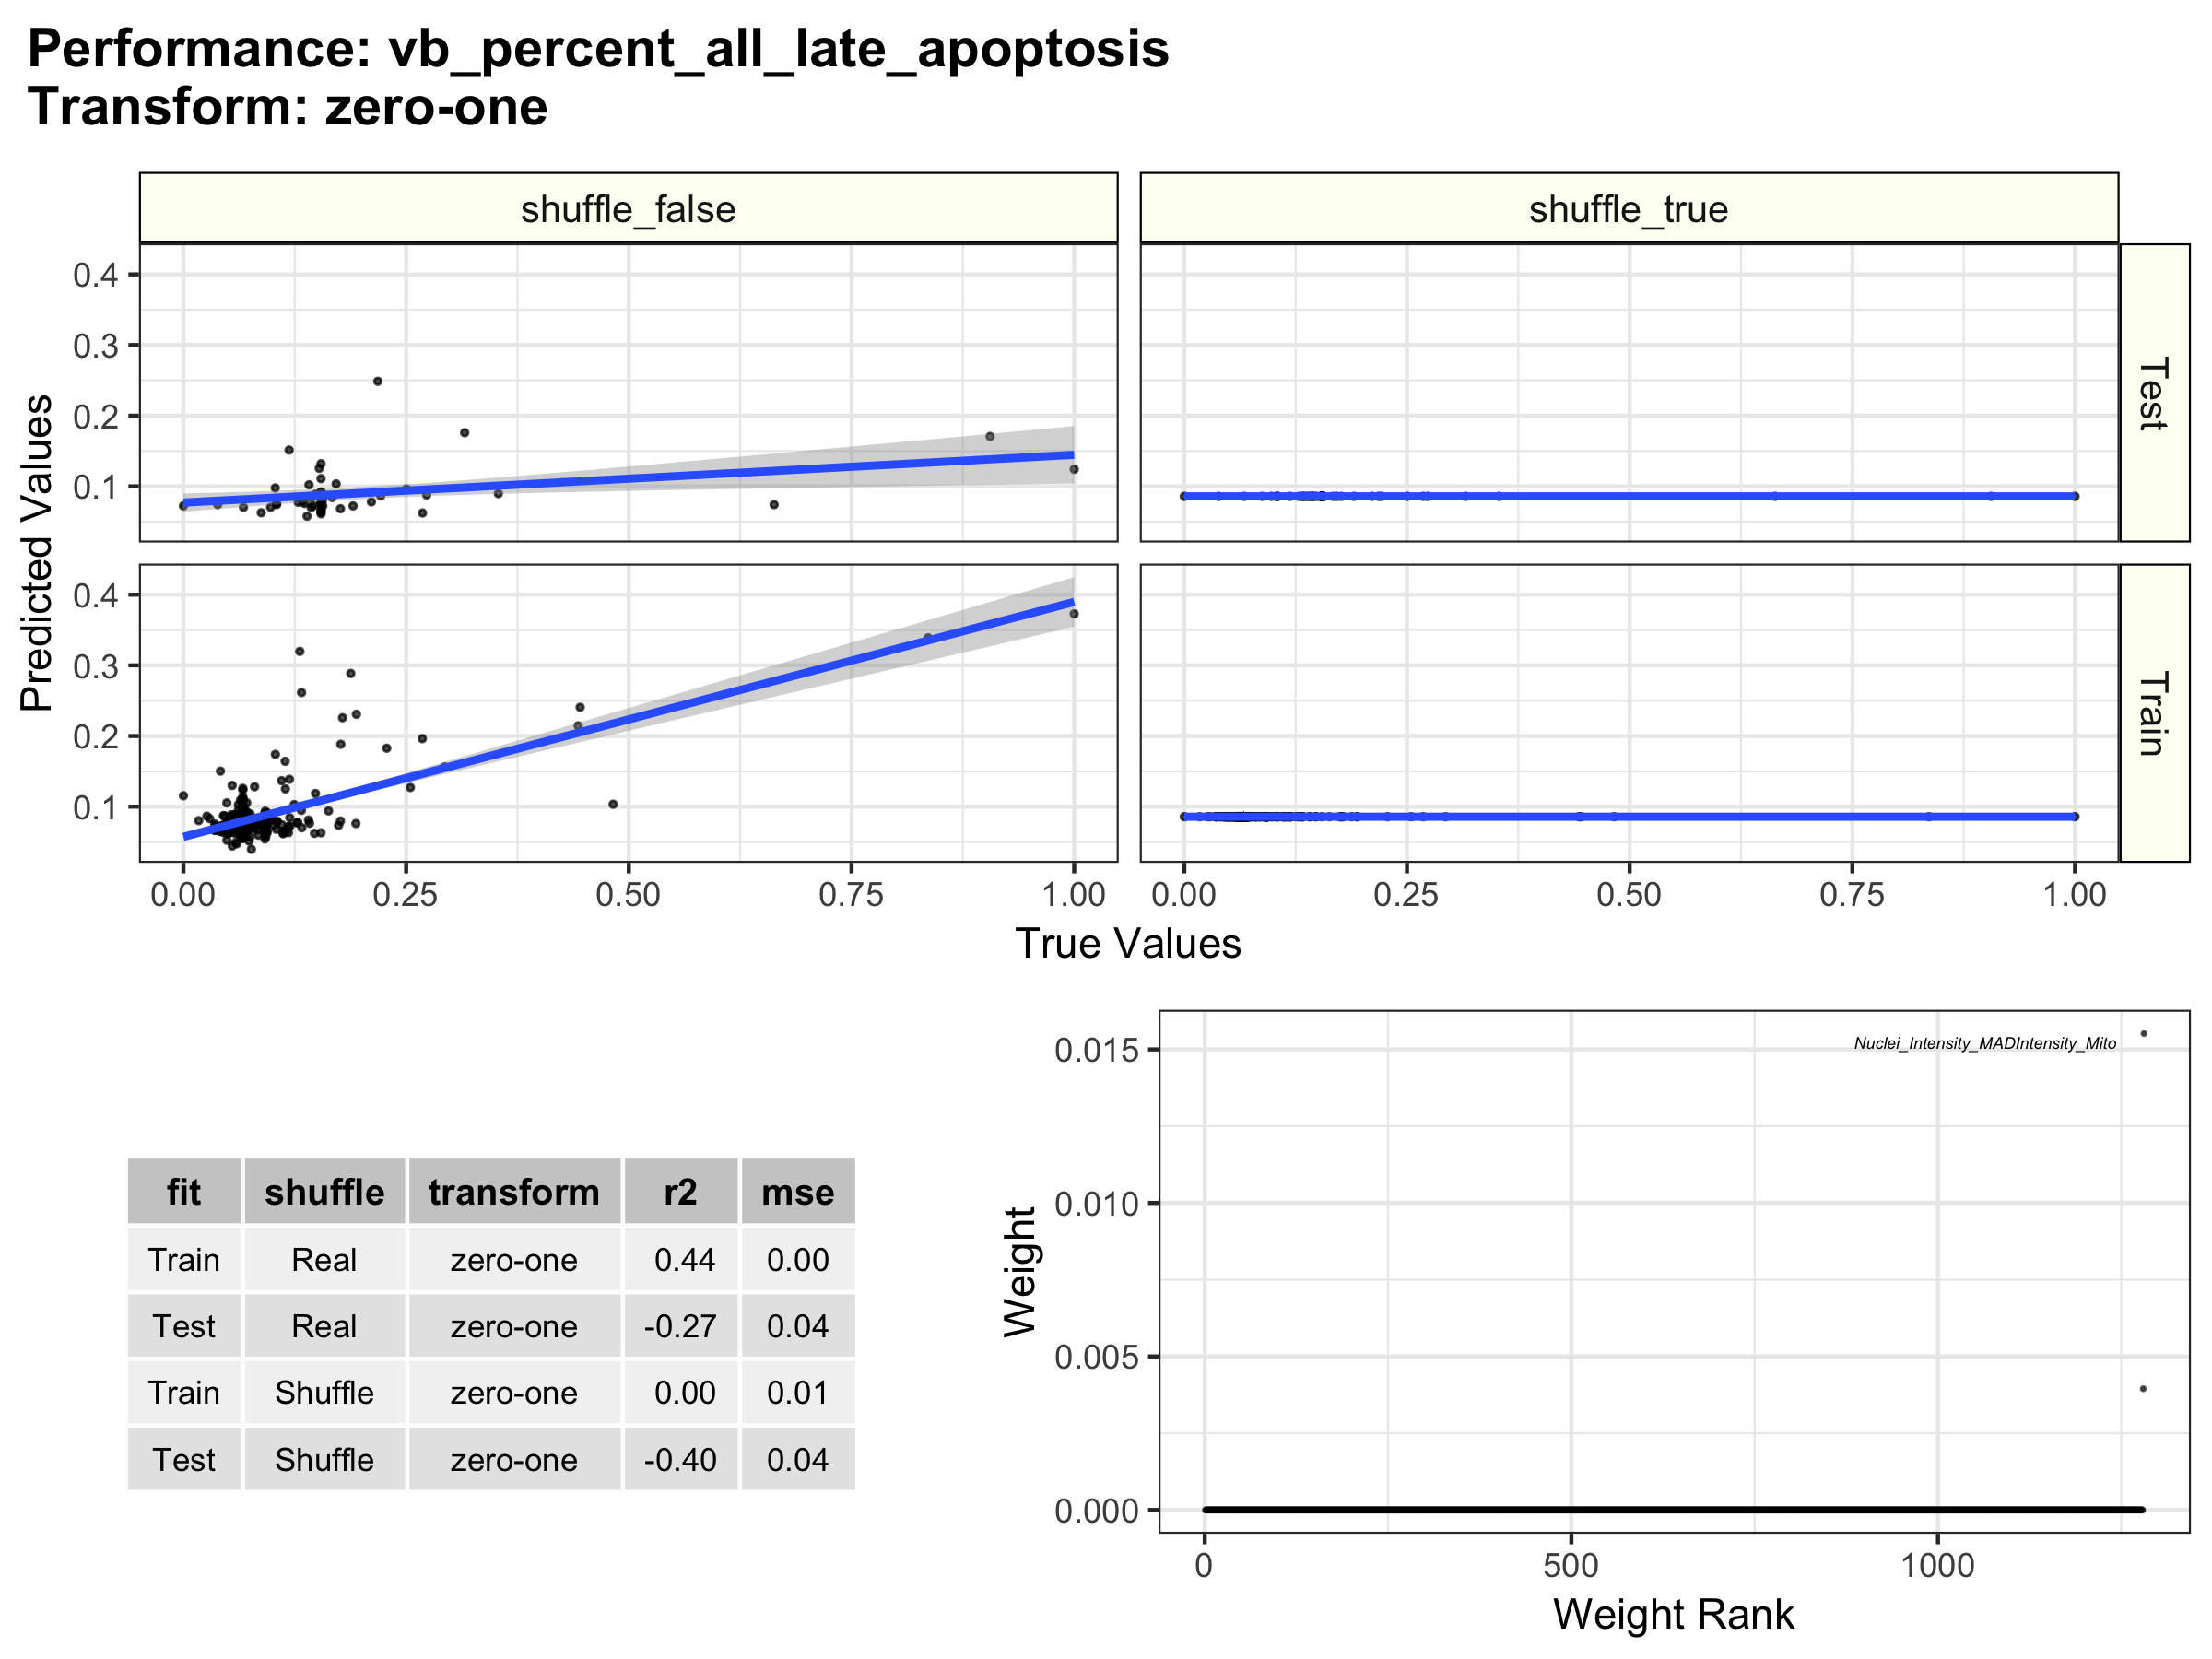 Performance: vb_percent_all_late_apoptosis
Transform: zero-one
shuffle_false
shuffle_true
Predicted Values
0.4
0.3
0.2
0.1
Test
0.4
0.3
0.2
0.1
Train
0.00 0.25 0.50 0.75 1.00 0.00 0.25 0.50 0.75 1.00
True Values
fit shuffle transform r2 mse
Train Real zero-one 0.44 0.00
Test Real zero-one -0.27 0.04
Train Shuffle zero-one 0.00 0.01
Test Shuffle zero-one -0.40 0.04
Weight
0.015
0.010
0.005
0.000
Nuclei_Intensity_MADIntensity_Mito
0 500 1000
Weight Rank